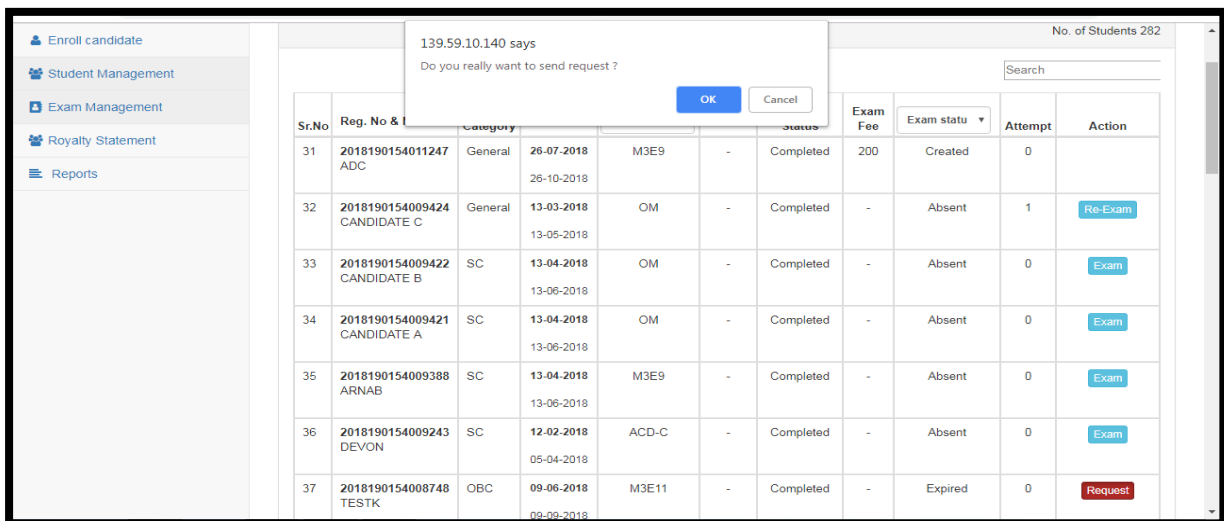 Enroll candidate
Student Management
Exam Management
Royalty Statement
Reports
139.59.10.140 says
Do you really want to send request ?
OK Cancel
No. of Students 282
Search
Sr.No Reg. No & Category Status Exam Fee Exam statu Attempt Action
31 2018190154011247 General 26-07-2018 M3E9 - Completed 200 Created 0
ADC
26-10-2018
32 2018190154009424 General 13-03-2018 OM - Completed - Absent 1 Re-Exam
CANDIDATE C
13-05-2018
33 2018190154009422 SC 13-04-2018 OM - Completed - Absent 0 Exam
CANDIDATE B
13-06-2018
34 2018190154009421 SC 13-04-2018 OM - Completed - Absent 0 Exam
CANDIDATE A
13-06-2018
35 2018190154009388 SC 13-04-2018 M3E9 - Completed - Absent 0 Exam
ARNAB
13-06-2018
36 2018190154009243 SC 12-02-2018 ACD-C - Completed - Absent 0 Exam
DEVON
05-04-2018
37 2018190154008748 OBC 09-06-2018 M3E11 - Completed - Expired 0 Request
TESTK
09-09-2018